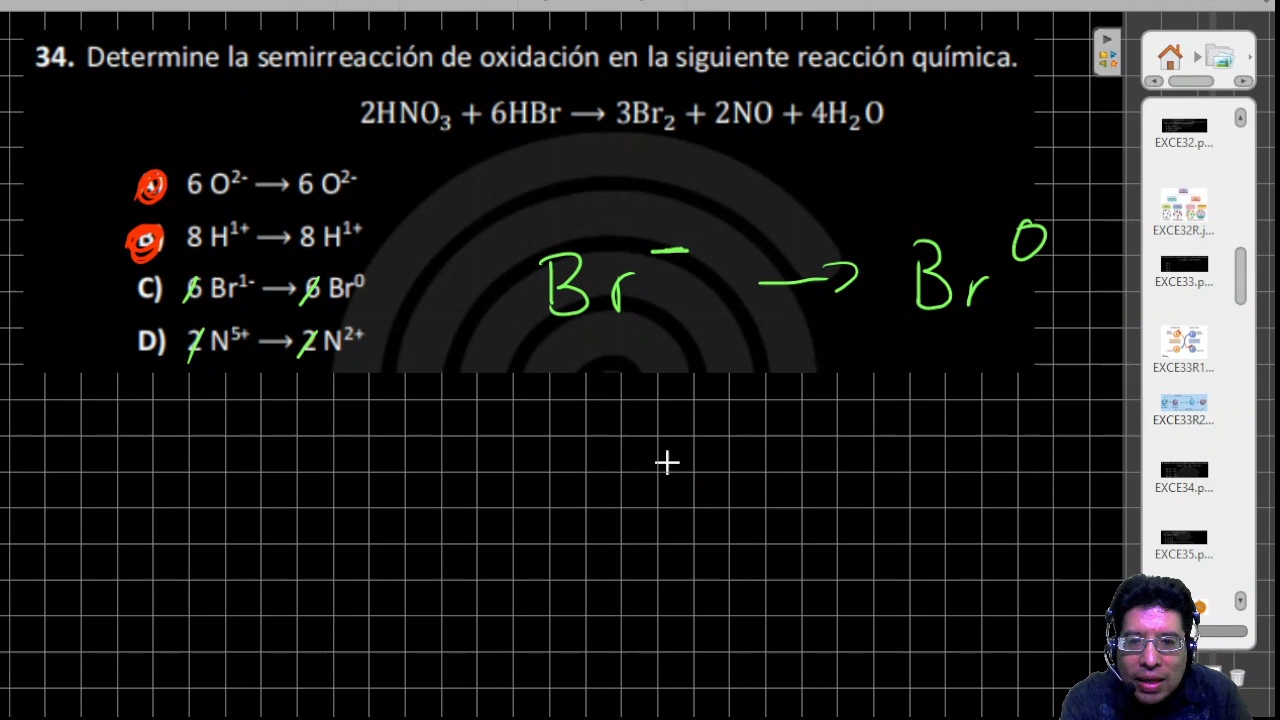 34. Determine la semirreacción de oxidación en la siguiente reacción química.
2HNO₃ + 6HBr ⟶ 3Br₂ + 2NO + 4H₂O
6 O²⁻ ⟶ 6 O²⁻
B) 8 H¹⁺ ⟶ 8 H¹⁺
C) 6 Br¹⁻ ⟶ 6 Br⁰
D) 2 N⁵⁺ ⟶ 2 N²⁺
Br⁻ → Br⁰
EXCE32.p...
EXCE32R.j...
EXCE33.p...
EXCE33R1...
EXCE33R2...
EXCE34.p...
EXCE35.p...